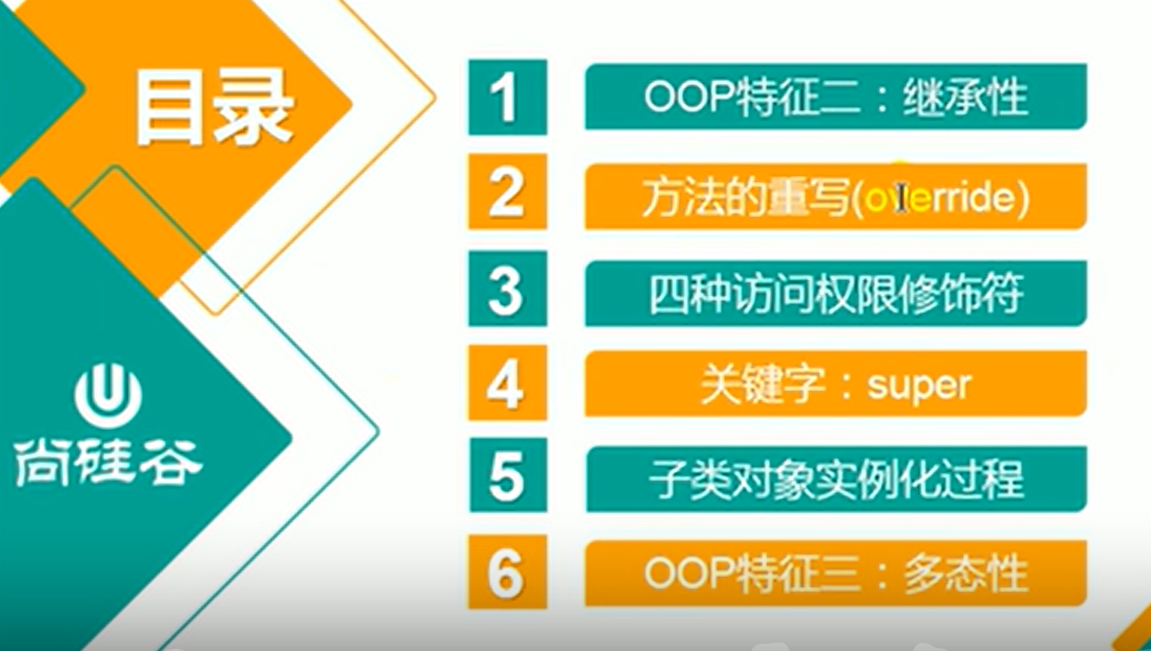 目录
1 OOP特征二：继承性
2 方法的重写(override)
3 四种访问权限修饰符
4 关键字：super
5 子类对象实例化过程
6 OOP特征三：多态性
U
尚硅谷